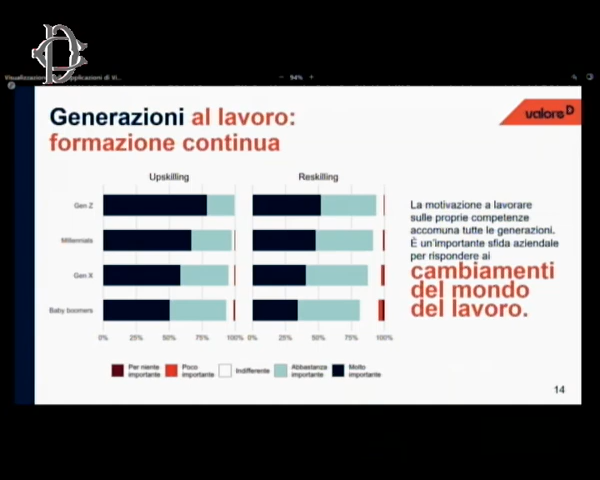 94%
Generazioni al lavoro:
formazione continua
valore D
Upskilling
Reskilling
Gen Z
Millennials
Gen X
Baby boomers
0% 25% 50% 75% 100% 0% 25% 50% 75% 100%
Per niente importante
Poco importante
Indifferente
Abbastanza importante
Molto importante
La motivazione a lavorare
sulle proprie competenze
accomuna tutte le generazioni.
È un'importante sfida aziendale
per rispondere ai
cambiamenti
del mondo
del lavoro.
14